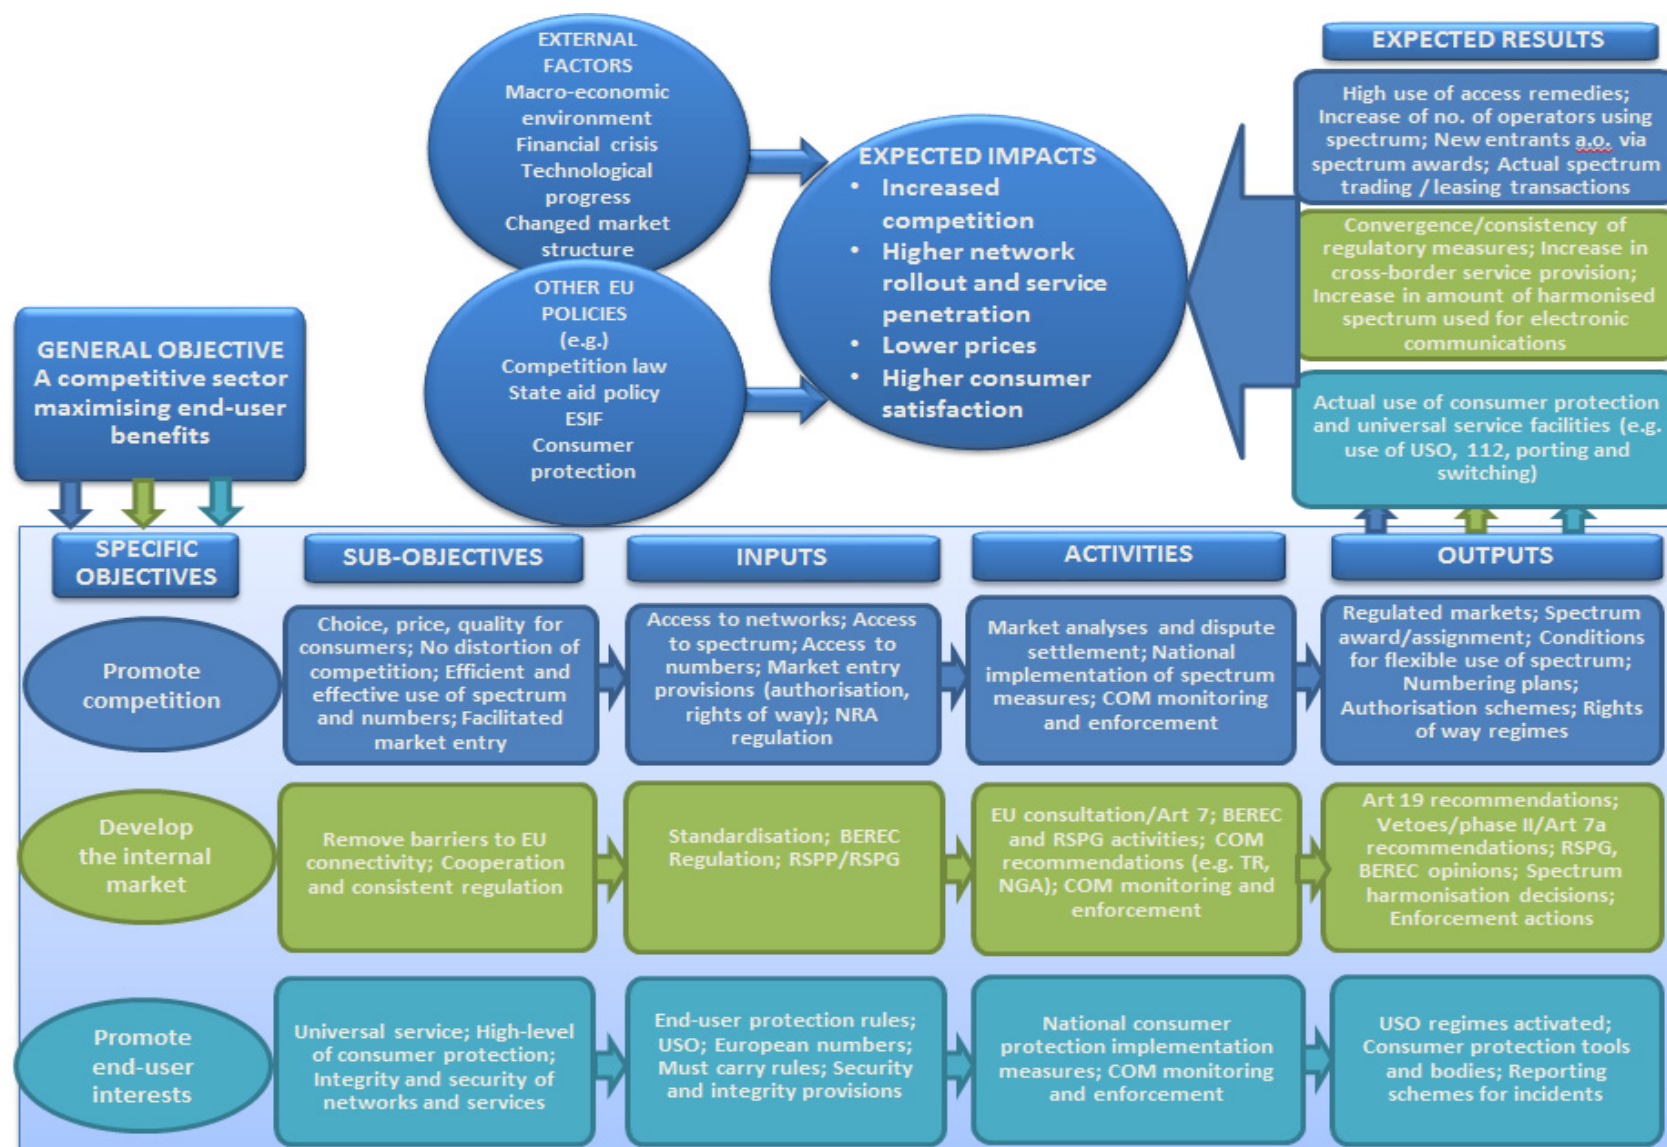 EXTERNAL
FACTORS
Macro-economic
environment
Financial crisis
Technological
progress
Changed market
structure
OTHER EU
POLICIES
(e.g.)
Competition law
State aid policy
ESIF
Consumer
protection
EXPECTED IMPACTS
• Increased
competition
• Higher network
rollout and service
penetration
• Lower prices
• Higher consumer
satisfaction
EXPECTED RESULTS
High use of access remedies;
Increase of no. of operators using
spectrum; New entrants a.o. via
spectrum awards; Actual spectrum
trading / leasing transactions
Convergence/consistency of
regulatory measures; Increase in
cross-border service provision;
Increase in amount of harmonised
spectrum used for electronic
communications
Actual use of consumer protection
and universal service facilities (e.g.
use of USO, 112, porting and
switching)
GENERAL OBJECTIVE
A competitive sector
maximising end-user
benefits
SPECIFIC
OBJECTIVES
SUB-OBJECTIVES
INPUTS
ACTIVITIES
OUTPUTS
Promote
competition
Choice, price, quality for
consumers; No distortion of
competition; Efficient and
effective use of spectrum
and numbers; Facilitated
market entry
Access to networks; Access
to spectrum; Access to
numbers; Market entry
provisions (authorisation,
rights of way); NRA
regulation
Market analyses and dispute
settlement; National
implementation of spectrum
measures; COM monitoring
and enforcement
Regulated markets; Spectrum
award/assignment; Conditions
for flexible use of spectrum;
Numbering plans;
Authorisation schemes; Rights
of way regimes
Develop
the internal
market
Remove barriers to EU
connectivity; Cooperation
and consistent regulation
Standardisation; BEREC
Regulation; RSPP/RSPG
EU consultation/Art 7; BEREC
and RSPG activities; COM
recommendations (e.g. TR,
NGA); COM monitoring and
enforcement
Art 19 recommendations;
Vetoes/phase II/Art 7a
recommendations; RSPG,
BEREC opinions; Spectrum
harmonisation decisions;
Enforcement actions
Promote
end-user
interests
Universal service; High-level
of consumer protection;
Integrity and security of
networks and services
End-user protection rules;
USO; European numbers;
Must carry rules; Security
and integrity provisions
National consumer
protection implementation
measures; COM monitoring
and enforcement
USO regimes activated;
Consumer protection tools
and bodies; Reporting
schemes for incidents